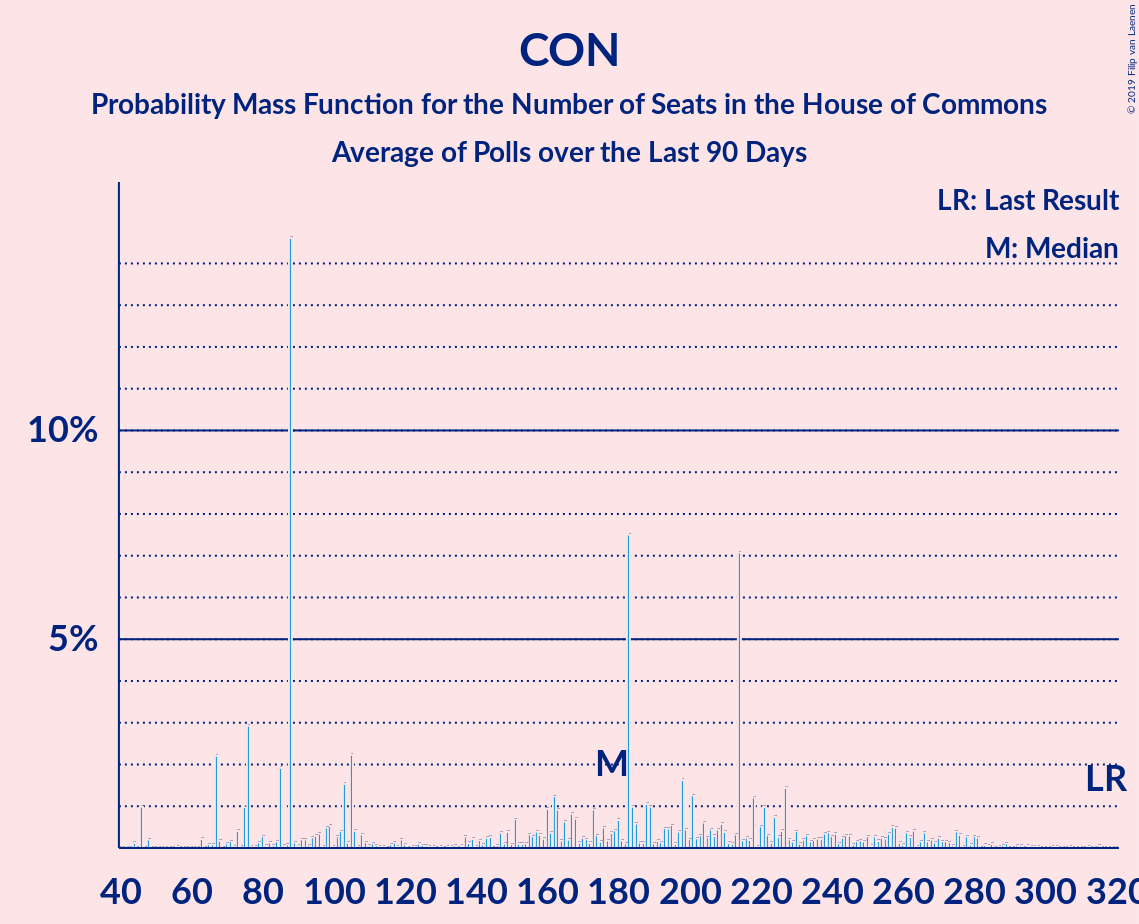 CON
Probability Mass Function for the Number of Seats in the House of Commons
Average of Polls over the Last 90 Days
© 2019 Filip van Laenen
LR: Last Result
M: Median
10%
5%
M
LR
40 60 80 100 120 140 160 180 200 220 240 260 280 300 320